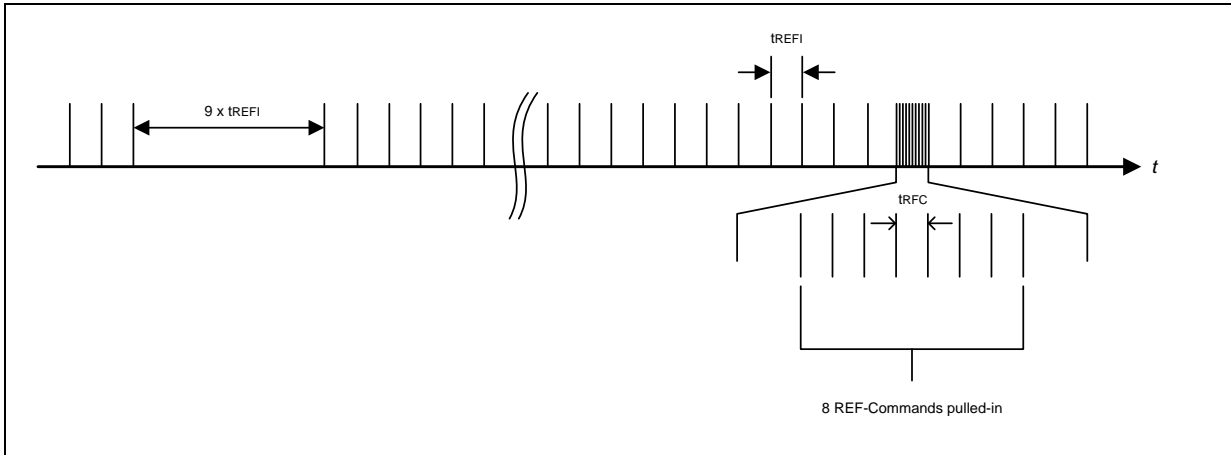 tREFI
9 x tREFI
t
tRFC
8 REF-Commands pulled-in